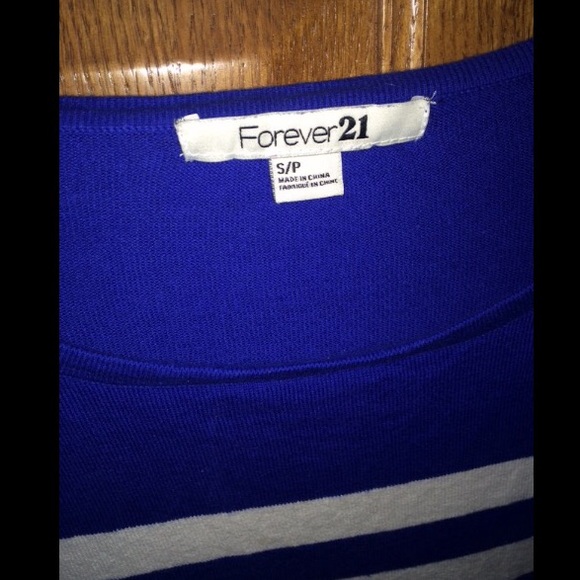 Forever21
S/P
MADE IN CHINA
FABRIQUÉ EN CHINE